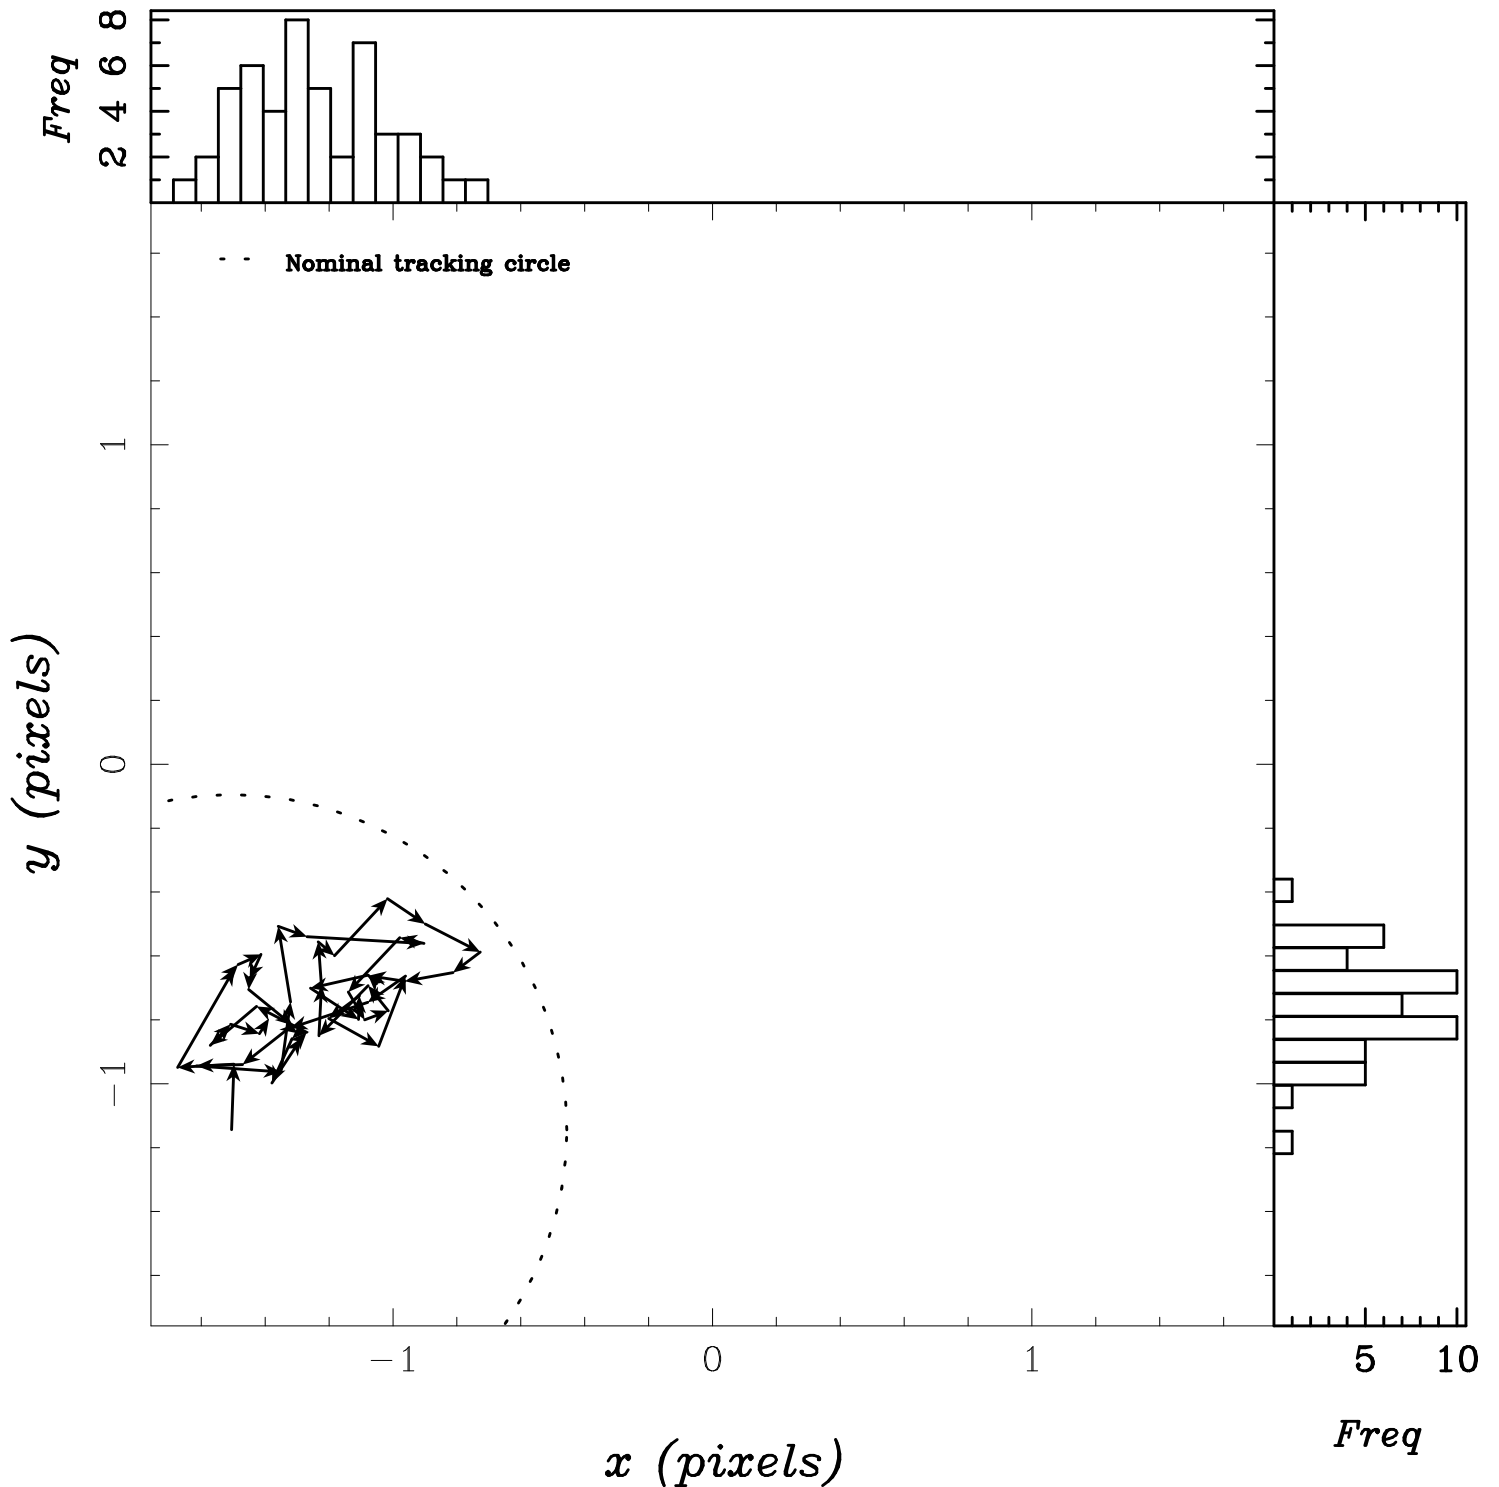 8
6
4
2
Freq
Nominal tracking circle
1
0
−1
y (pixels)
−1 0 1
5 10
Freq
x (pixels)